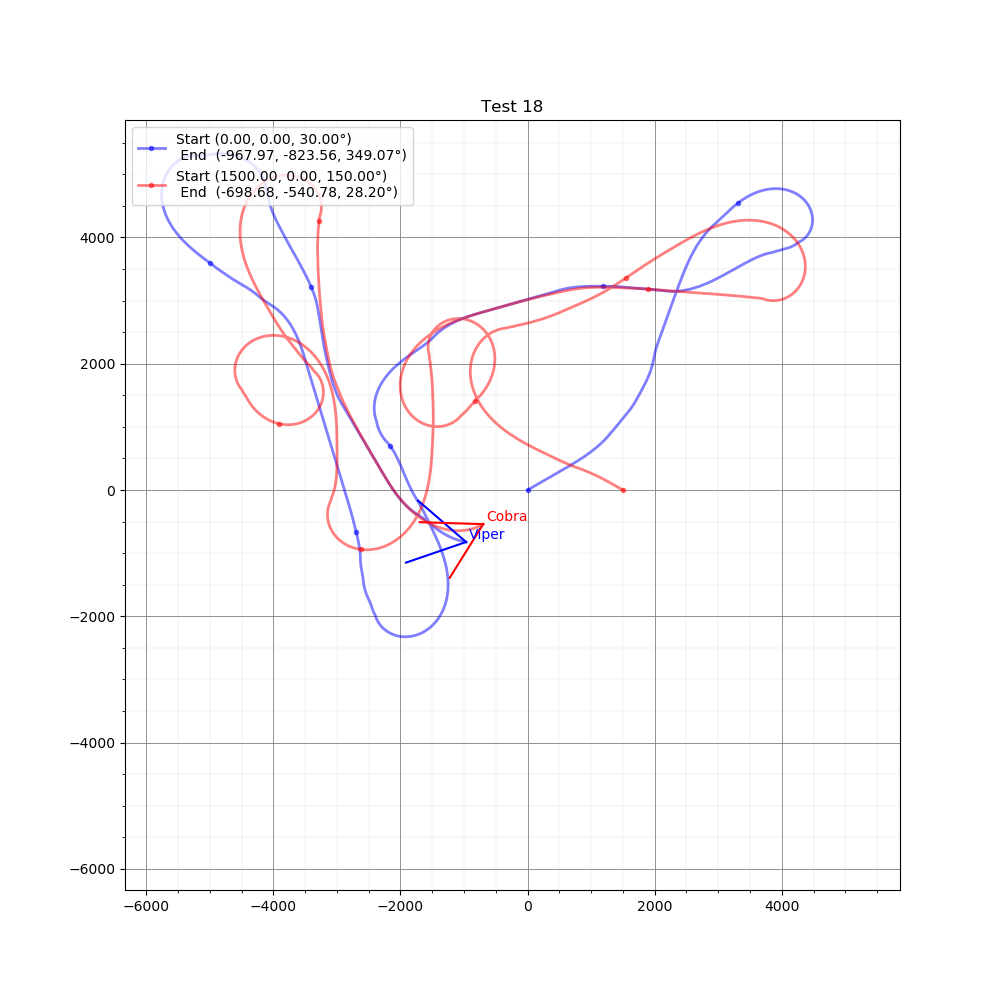 Test 18
Start (0.00, 0.00, 30.00°)
End (-967.97, -823.56, 349.07°)
Start (1500.00, 0.00, 150.00°)
End (-698.68, -540.78, 28.20°)
4000
2000
0
−2000
−4000
−6000
Cobra
Viper
−6000 −4000 −2000 0 2000 4000